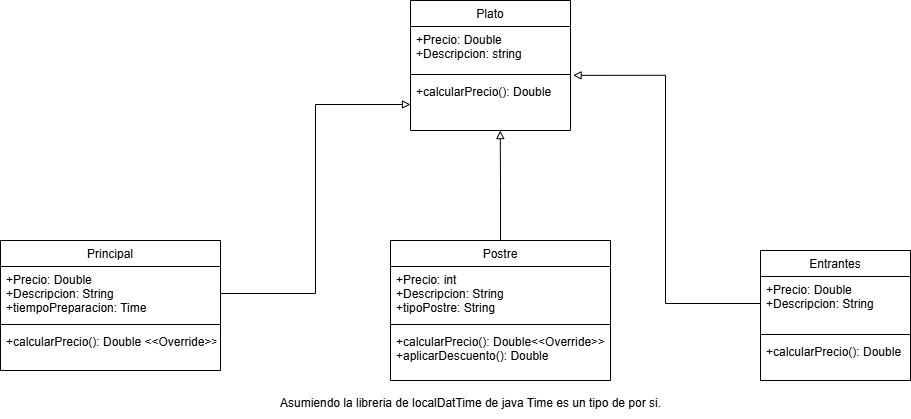 Plato
+Precio: Double
+Descripcion: string
+calcularPrecio(): Double
Principal
+Precio: Double
+Descripcion: String
+tiempoPreparacion: Time
+calcularPrecio(): Double <<Override>>
Postre
+Precio: int
+Descripcion: String
+tipoPostre: String
+calcularPrecio(): Double<<Override>>
+aplicarDescuento(): Double
Entrantes
+Precio: Double
+Descripcion: String
+calcularPrecio(): Double
Asumiendo la libreria de localDatTime de java Time es un tipo de por si.